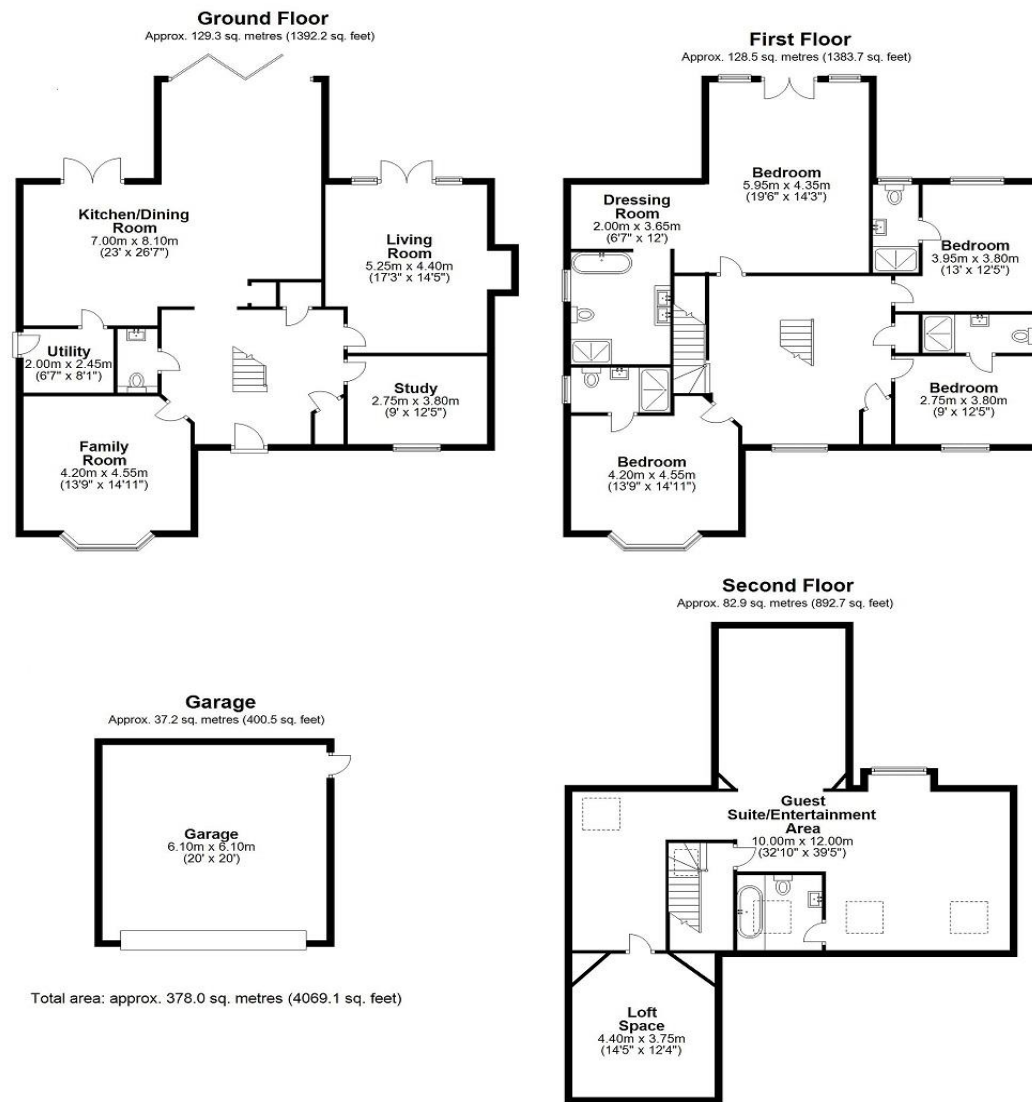 Ground Floor
Approx. 129.3 sq. metres (1392.2 sq. feet)
Kitchen/Dining
Room
7.00m x 8.10m
(23' x 26'7")
Living
Room
5.25m x 4.40m
(17'3" x 14'5")
Utility
2.00m x 2.45m
(6'7" x 8'1")
Study
2.75m x 3.80m
(9' x 12'5")
Family
Room
4.20m x 4.55m
(13'9" x 14'11")
First Floor
Approx. 128.5 sq. metres (1383.7 sq. feet)
Bedroom
5.95m x 4.35m
(19'6" x 14'3")
Dressing
Room
2.00m x 3.65m
(6'7" x 12')
Bedroom
3.95m x 3.80m
(13' x 12'5")
Bedroom
2.75m x 3.80m
(9' x 12'5")
Bedroom
4.20m x 4.55m
(13'9" x 14'11")
Second Floor
Approx. 82.9 sq. metres (892.7 sq. feet)
Guest
Suite/Entertainment
Area
10.00m x 12.00m
(32'10" x 39'5")
Loft
Space
4.40m x 3.75m
(14'5" x 12'4")
Garage
Approx. 37.2 sq. metres (400.5 sq. feet)
Garage
6.10m x 6.10m
(20' x 20')
Total area: approx. 378.0 sq. metres (4069.1 sq. feet)